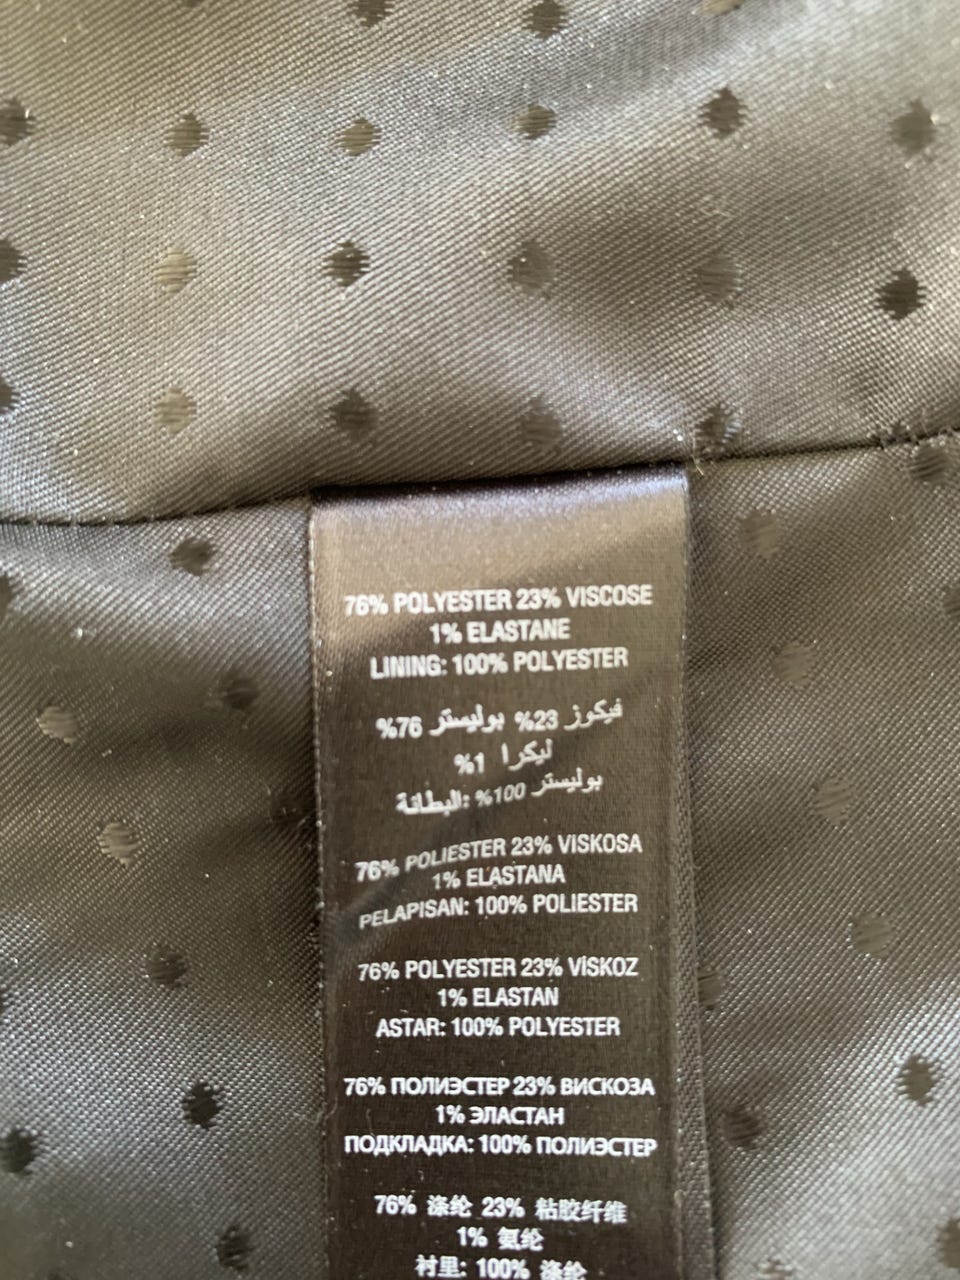 76% POLYESTER 23% VISCOSE
1% ELASTANE
LINING: 100% POLYESTER
فيكوز 23% بوليستر 76%
ليكرا 1%
بوليستر 100% :البطانة
76% POLIESTER 23% VISKOSA
1% ELASTANA
PELAPISAN: 100% POLIESTER
76% POLYESTER 23% VİSKOZ
1% ELASTAN
ASTAR: 100% POLYESTER
76% ПОЛИЭСТЕР 23% ВИСКОЗА
1% ЭЛАСТАН
ПОДКЛАДКА: 100% ПОЛИЭСТЕР
76% 涤纶 23% 粘胶纤维
1% 氨纶
衬里: 100% 涤纶